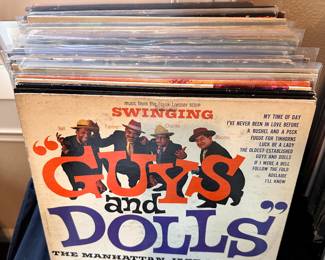 music from the Frank Loesser score
SWINGING
"GUYS
and
DOLLS"
THE MANHATTAN
MY TIME OF DAY
I'VE NEVER BEEN IN LOVE BEFORE
A BUSHEL AND A PECK
FUGUE FOR TINHORNS
LUCK BE A LADY
THE OLDEST ESTABLISHED
GUYS AND DOLLS
IF I WERE A BELL
FOLLOW THE FOLD
ADELAIDE
I'LL KNOW